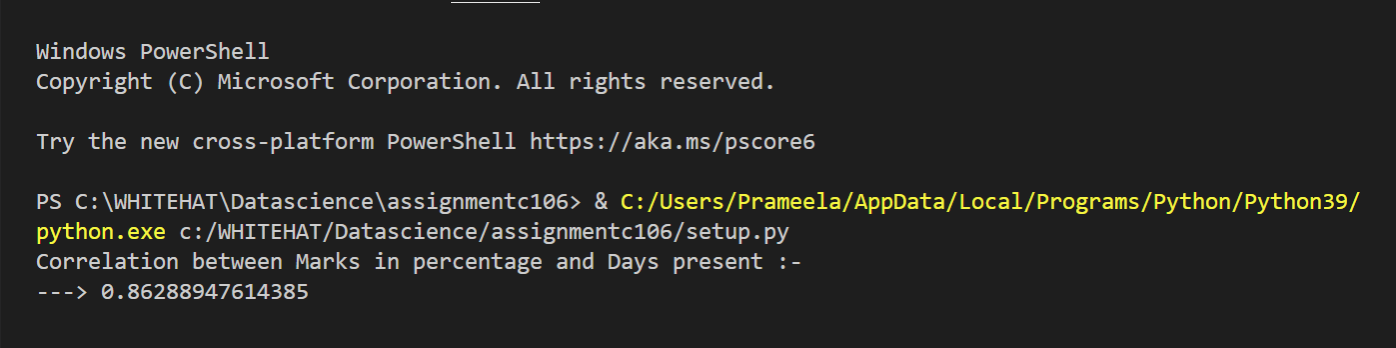 Windows PowerShell
Copyright (C) Microsoft Corporation. All rights reserved.
Try the new cross-platform PowerShell https://aka.ms/pscore6
PS C:\WHITEHAT\Datascience\assignmentc106> & C:/Users/Prameela/AppData/Local/Programs/Python/Python39/
python.exe c:/WHITEHAT/Datascience/assignmentc106/setup.py
Correlation between Marks in percentage and Days present :-
---> 0.86288947614385